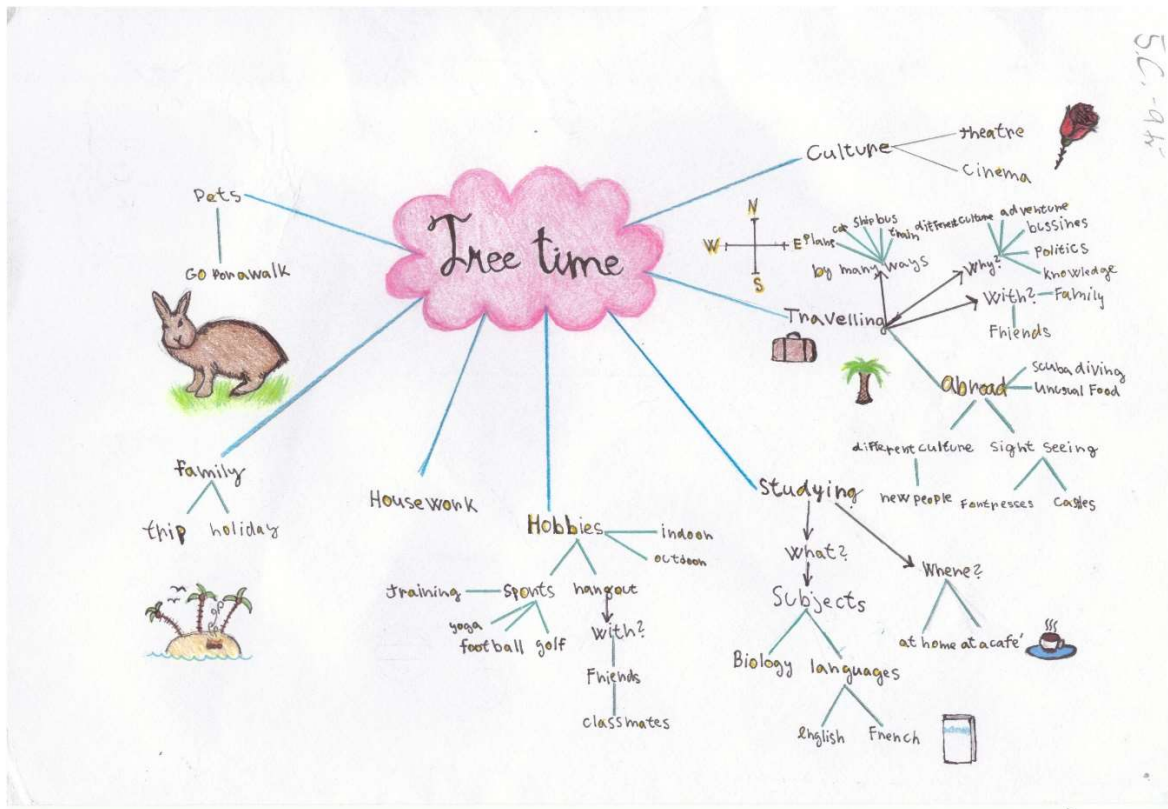 5.C.
Culture
theatre
Cinema
Pets
Go for a walk
Free time
N
W
E
S
plane
car
ship
bus
train
by many ways
different culture
adventure
bussines
politics
knowledge
Why?
With?
Family
Friends
Travelling
Abroad
scuba diving
unusual Food
different culture
new people
Sight seeing
Fortresses
Casles
family
trip
holiday
Housework
Hobbies
indoor
outdoor
training
sports
yoga
football
golf
hangout
With?
Friends
classmates
Studying
What?
Subjects
Biology
languages
english
French
Where?
at home
at a café